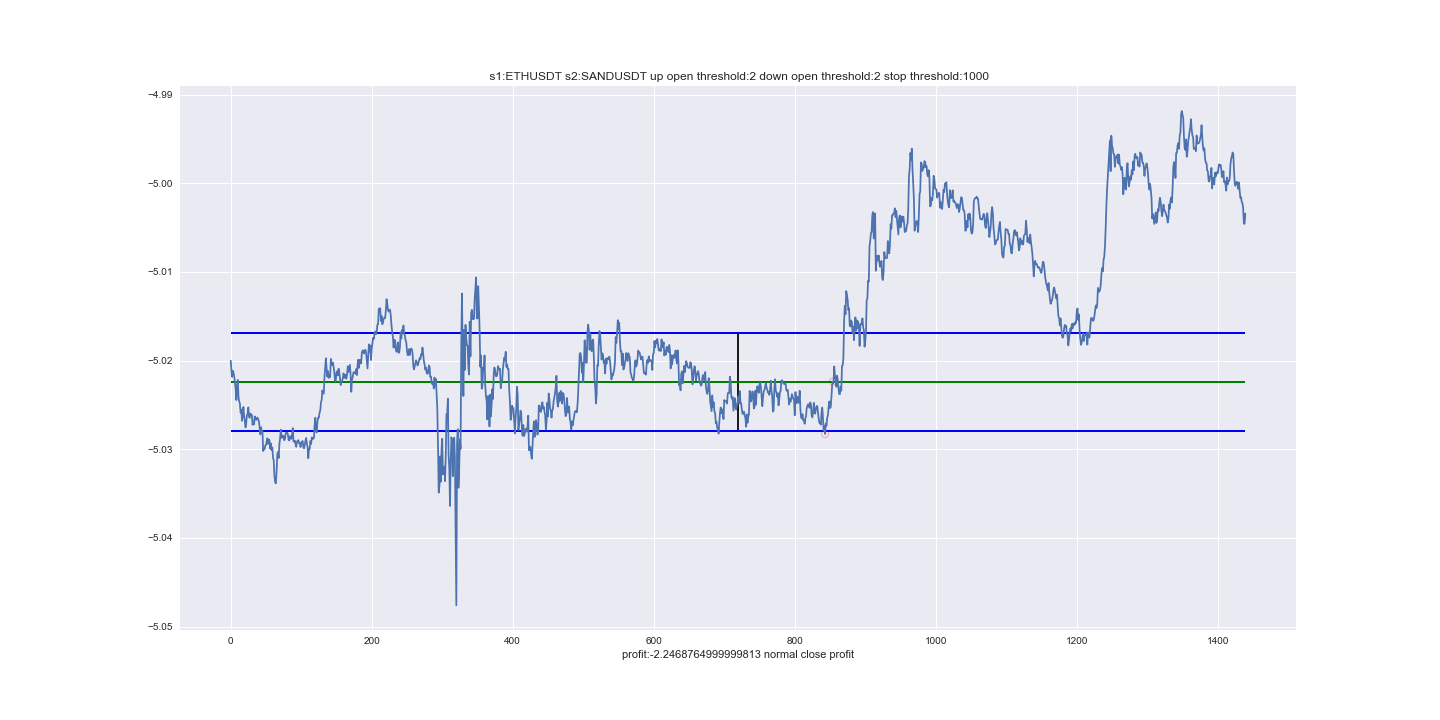 s1:ETHUSDT s2:SANDUSDT up open threshold:2 down open threshold:2 stop threshold:1000
−4.99
−5.00
−5.01
−5.02
−5.03
−5.04
−5.05
0 200 400 600 800 1000 1200 1400
profit:-2.2468764999999813 normal close profit